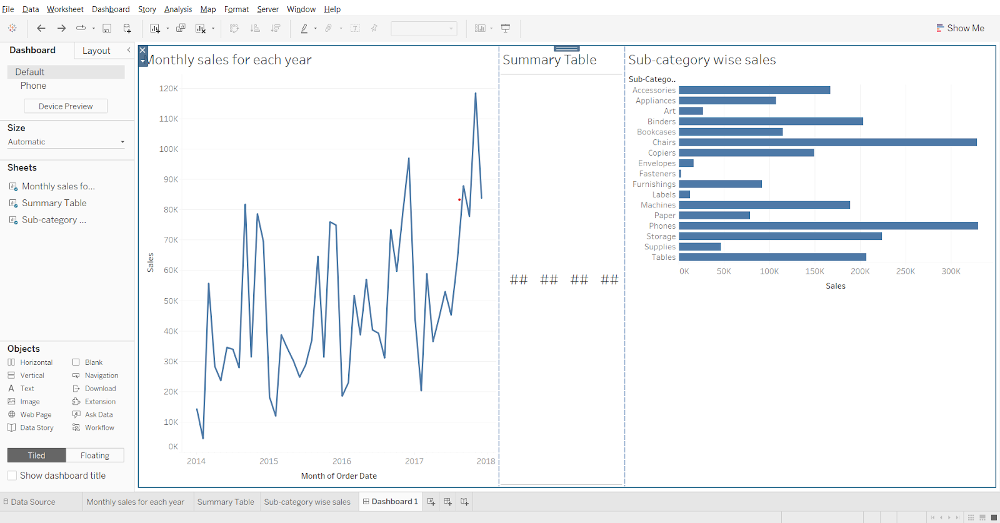 File Data Worksheet Dashboard Story Analysis Map Format Server Window Help
Show Me
Dashboard Layout
Default
Phone
Device Preview
Size
Automatic
Sheets
Monthly sales fo...
Summary Table
Sub-category ...
Objects
Horizontal Blank
Vertical Navigation
Text Download
Image Extension
Web Page Ask Data
Data Story Workflow
Tiled Floating
Show dashboard title
Monthly sales for each year
120K
110K
100K
90K
80K
70K
60K
50K
40K
30K
20K
10K
0K
Sales
2014 2015 2016 2017 2018
Month of Order Date
Summary Table
## ## ## ##
Sub-category wise sales
Sub-Catego..
Accessories
Appliances
Art
Binders
Bookcases
Chairs
Copiers
Envelopes
Fasteners
Furnishings
Labels
Machines
Paper
Phones
Storage
Supplies
Tables
0K 50K 100K 150K 200K 250K 300K
Sales
Data Source Monthly sales for each year Summary Table Sub-category wise sales Dashboard 1